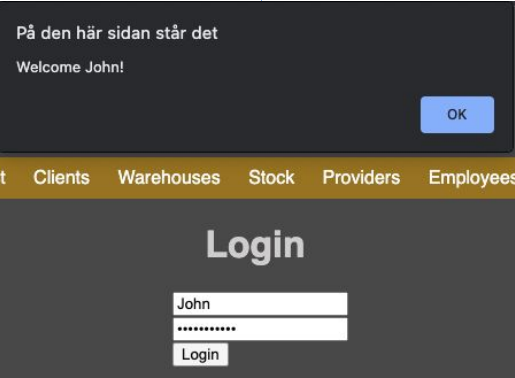 På den här sidan står det
Welcome John!
OK
t Clients Warehouses Stock Providers Employees
Login
John
•••••••••••
Login